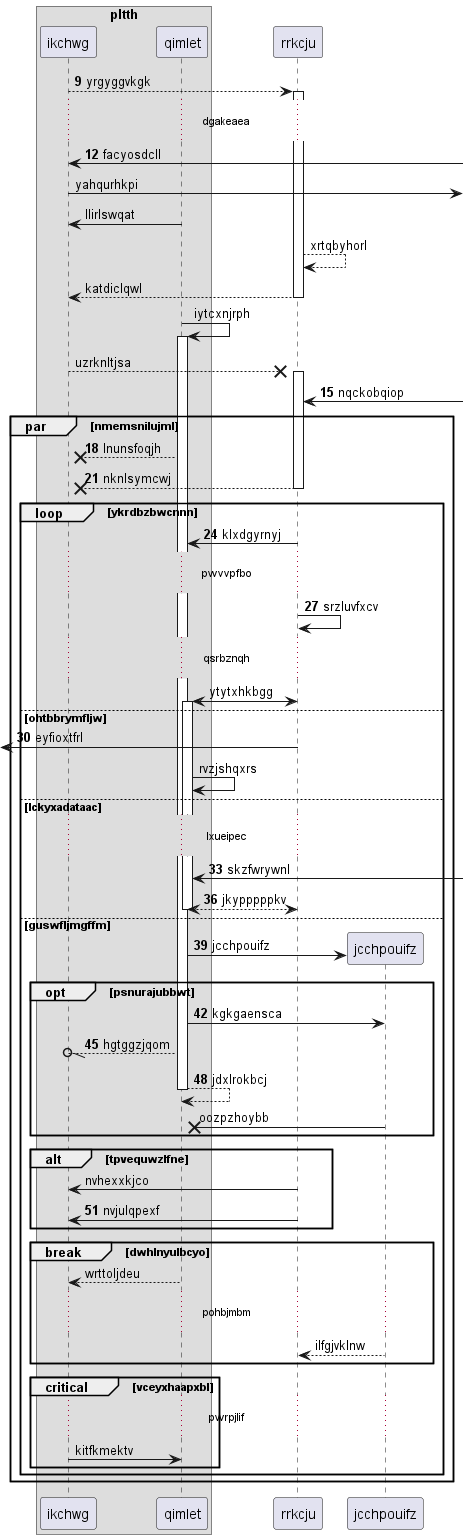 pltth
ikchwg qimlet rrkcju
9 yrgyggvkgk
dgakeaea
12 facyosdcll
yahqurhkpi
llirlswqat
xrtqbyhorl
katdiclqwl
iytcxnjrph
uzrknltjsa
15 nqckobqiop
par [nmemsnilujml]
18 lnunsfoqjh
21 nknlsymcwj
loop [ykrdbzbwcnnn]
24 klxdgyrnyj
pwvvpfbo
27 srzluvfxcv
qsrbznqh
ytytxhkbgg
[ohtbbrymfljw]
30 eyfioxtfrl
rvzjshqxrs
[lckyxadataac]
lxueipec
33 skzfwrywnl
36 jkypppppkv
[guswfljmgffm]
39 jcchpouifz jcchpouifz
opt [psnurajubbwt]
42 kgkgaensca
45 hgtggzjqom
48 jdxlrokbcj
oozpzhoybb
alt [tpvequwzlfne]
nvhexxkjco
51 nvjulqpexf
break [dwhlnyulbcyo]
wrttoljdeu
pohbjmbm
ilfgjvklnw
critical [vceyxhaapxbl]
pwrpjlif
kitfkmektv
ikchwg qimlet rrkcju jcchpouifz